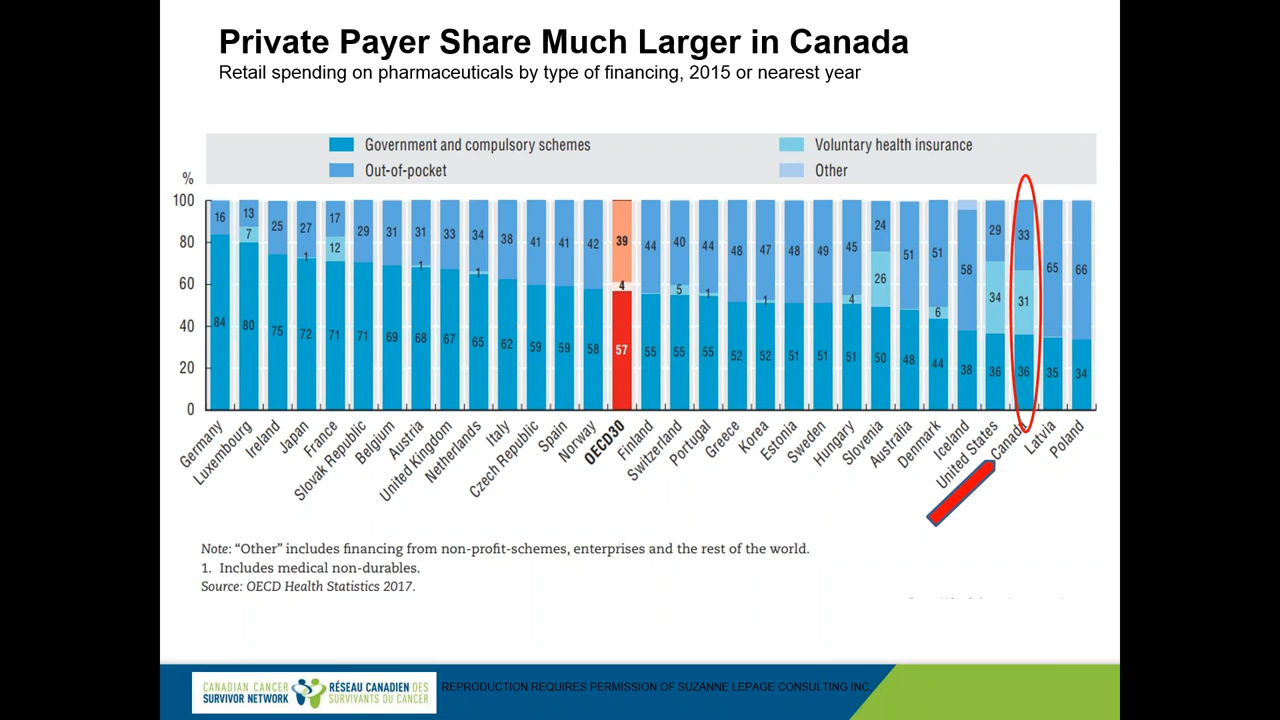 Private Payer Share Much Larger in Canada
Retail spending on pharmaceuticals by type of financing, 2015 or nearest year
Government and compulsory schemes
Voluntary health insurance
Out-of-pocket
Other
%
100
80
60
40
20
0
16 13 25 27 17 29 31 31 33 34 38 41 41 42 39 44 40 44 48 47 48 49 45 24 51 51 58 29 33 65 66
7 1 12 1 1 4 5 1 1 4 26 6 34 31
84 80 75 72 71 71 69 68 67 65 62 59 59 58 57 55 55 55 52 52 51 51 51 50 48 44 38 36 36 35 34
Germany
Luxembourg
Ireland
Japan
France
Slovak Republic
Belgium
Austria
United Kingdom
Netherlands
Italy
Czech Republic
Spain
Norway
OECD30
Finland
Switzerland
Portugal
Greece
Korea
Estonia
Sweden
Hungary
Slovenia
Australia
Denmark
Iceland
United States
Canada
Latvia
Poland
Note: “Other” includes financing from non-profit-schemes, enterprises and the rest of the world.
1. Includes medical non-durables.
Source: OECD Health Statistics 2017.
CANADIAN CANCER
SURVIVOR NETWORK
RÉSEAU CANADIEN DES
SURVIVANTS DU CANCER
REPRODUCTION REQUIRES PERMISSION OF SUZANNE LEPAGE CONSULTING INC.